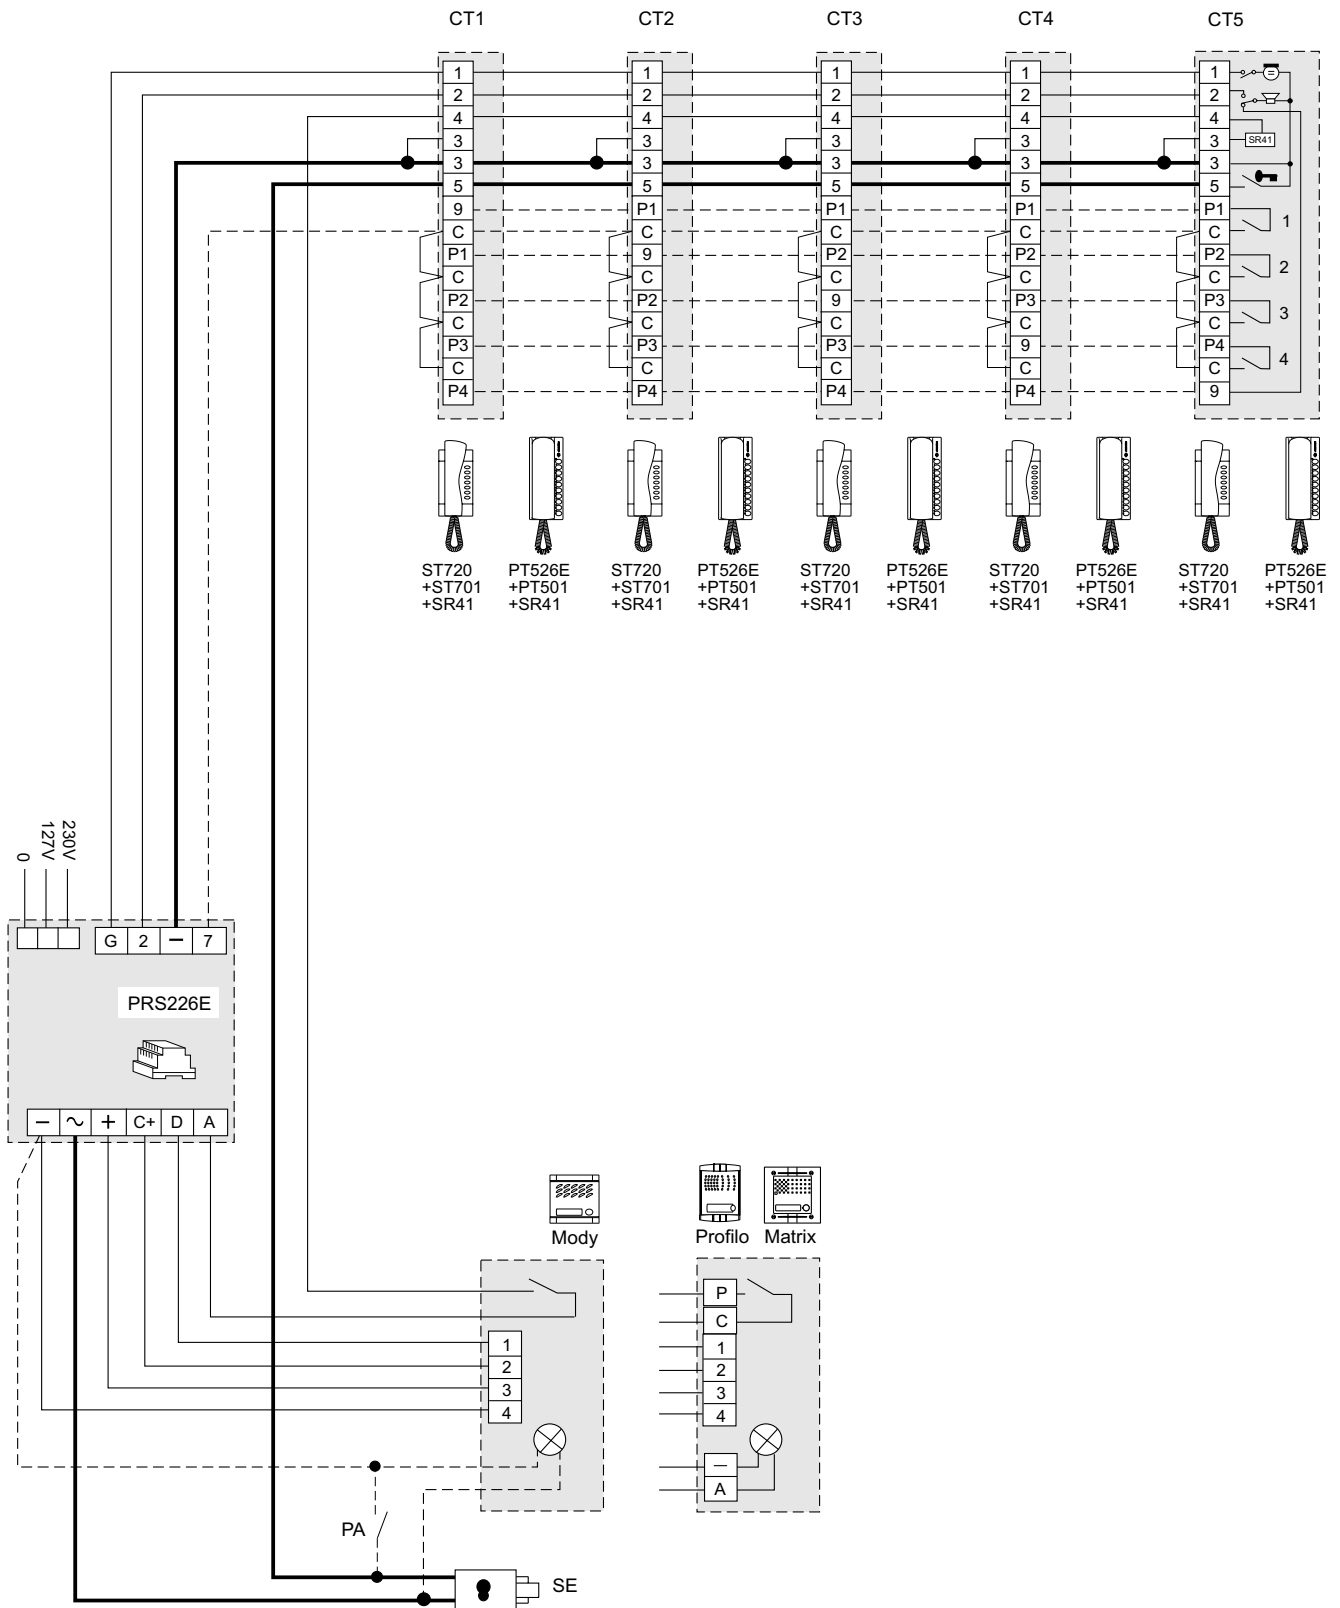 CT1 CT2 CT3 CT4 CT5
1 1 1 1 1
2 2 2 2 2
4 4 4 4 4
3 3 3 3 3 SR41
3 3 3 3 3
5 5 5 5 5
9 P1 P1 P1 P1 1
C C C C C
P1 9 P2 P2 P2 2
C C C C C
P2 P2 9 P3 P3 3
C C C C C
P3 P3 P3 9 P4 4
C C C C C
P4 P4 P4 P4 9
ST720 PT526E ST720 PT526E ST720 PT526E ST720 PT526E ST720 PT526E
+ST701 +PT501 +ST701 +PT501 +ST701 +PT501 +ST701 +PT501 +ST701 +PT501
+SR41 +SR41 +SR41 +SR41 +SR41 +SR41 +SR41 +SR41 +SR41 +SR41
0 127V 230V
G 2 – 7
PRS226E
– ~ + C+ D A
Mody Profilo Matrix
P
C
1 1
2 2
3 3
4 4
—
A
PA
SE